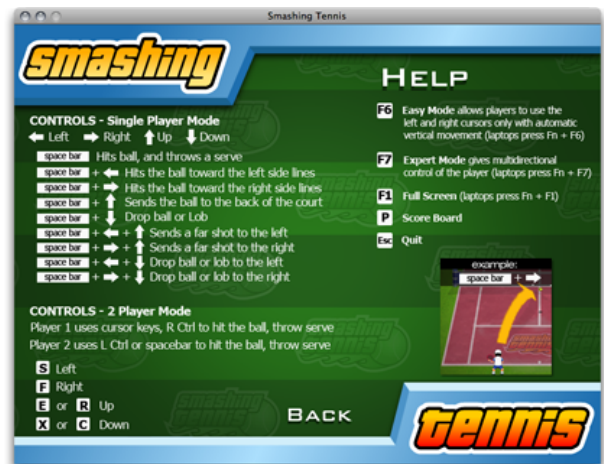 Smashing Tennis
smashing
HELP
CONTROLS - Single Player Mode
Left Right Up Down
space bar Hits ball, and throws a serve
space bar + ← Hits the ball toward the left side lines
space bar + → Hits the ball toward the right side lines
space bar + ↑ Sends the ball to the back of the court
space bar + ↓ Drop ball or Lob
space bar + ← + ↑ Sends a far shot to the left
space bar + → + ↑ Sends a far shot to the right
space bar + ← + ↓ Drop ball or lob to the left
space bar + → + ↓ Drop ball or lob to the right
CONTROLS - 2 Player Mode
Player 1 uses cursor keys, R Ctrl to hit the ball, throw serve
Player 2 uses L Ctrl or spacebar to hit the ball, throw serve
S Left
F Right
E or R Up
X or C Down
F6 Easy Mode allows players to use the
left and right cursors only with automatic
vertical movement (laptops press Fn + F6)
F7 Expert Mode gives multidirectional
control of the player (laptops press Fn + F7)
F1 Full Screen (laptops press Fn + F1)
P Score Board
Esc Quit
example:
space bar + →
BACK
tennis